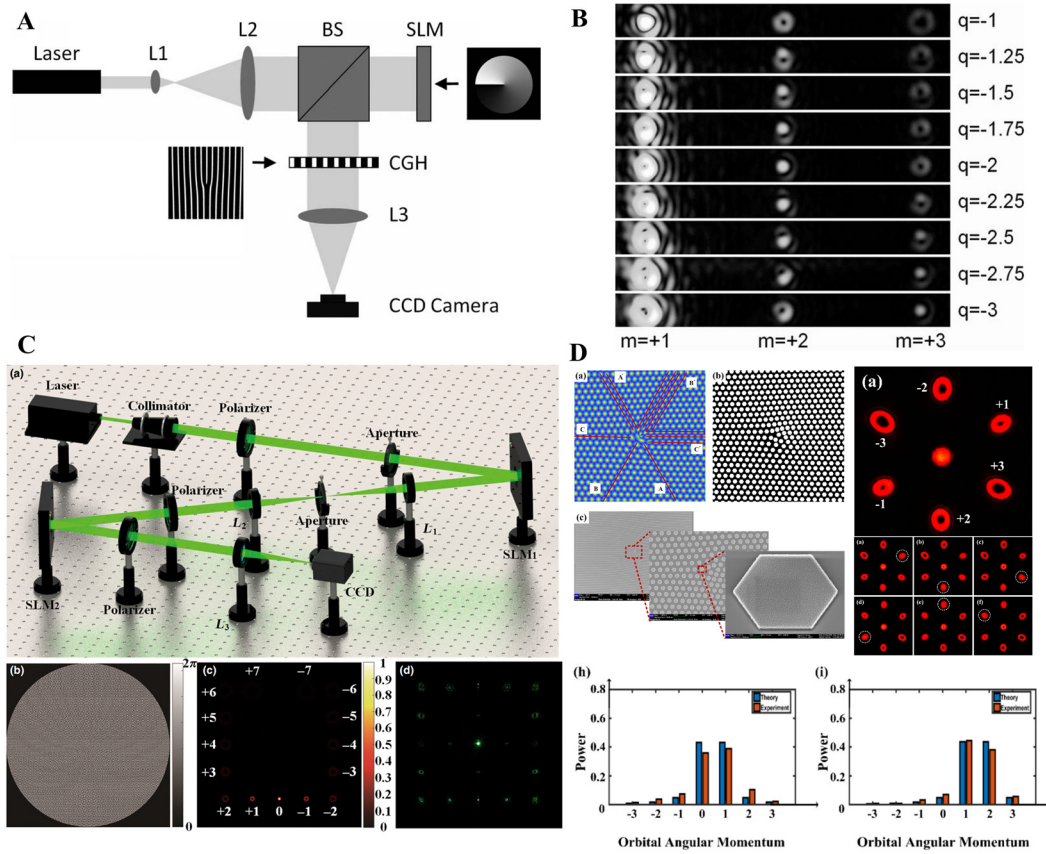 A
Laser
L1
L2
BS
SLM
CGH
L3
CCD Camera
B
q=-1
q=-1.25
q=-1.5
q=-1.75
q=-2
q=-2.25
q=-2.5
q=-2.75
q=-3
m=+1 m=+2 m=+3
C
(a)
Laser
Collimator
Polarizer
Aperture
Polarizer
L2
Aperture
L1
SLM1
CCD
SLM2
Polarizer
L3
(b)
2π
0
(c)
+7 −7
+6 −6
+5 −5
+4 −4
+3 −3
+2 +1 0 −1 −2
1
0.9
0.8
0.7
0.6
0.5
0.4
0.3
0.2
0.1
0
(d)
D
(a)
A'
B'
C
C'
B
A
(b)
(c)
(a)
-2
+1
-3
+3
-1
+2
(a) (b) (c)
(d) (e) (f)
(h)
0.8
0.6
0.4
0.2
0
Power
Theory
Experiment
-3 -2 -1 0 1 2 3
Orbital Angular Momentum
(i)
0.8
0.6
0.4
0.2
0
Power
Theory
Experiment
-3 -2 -1 0 1 2 3
Orbital Angular Momentum